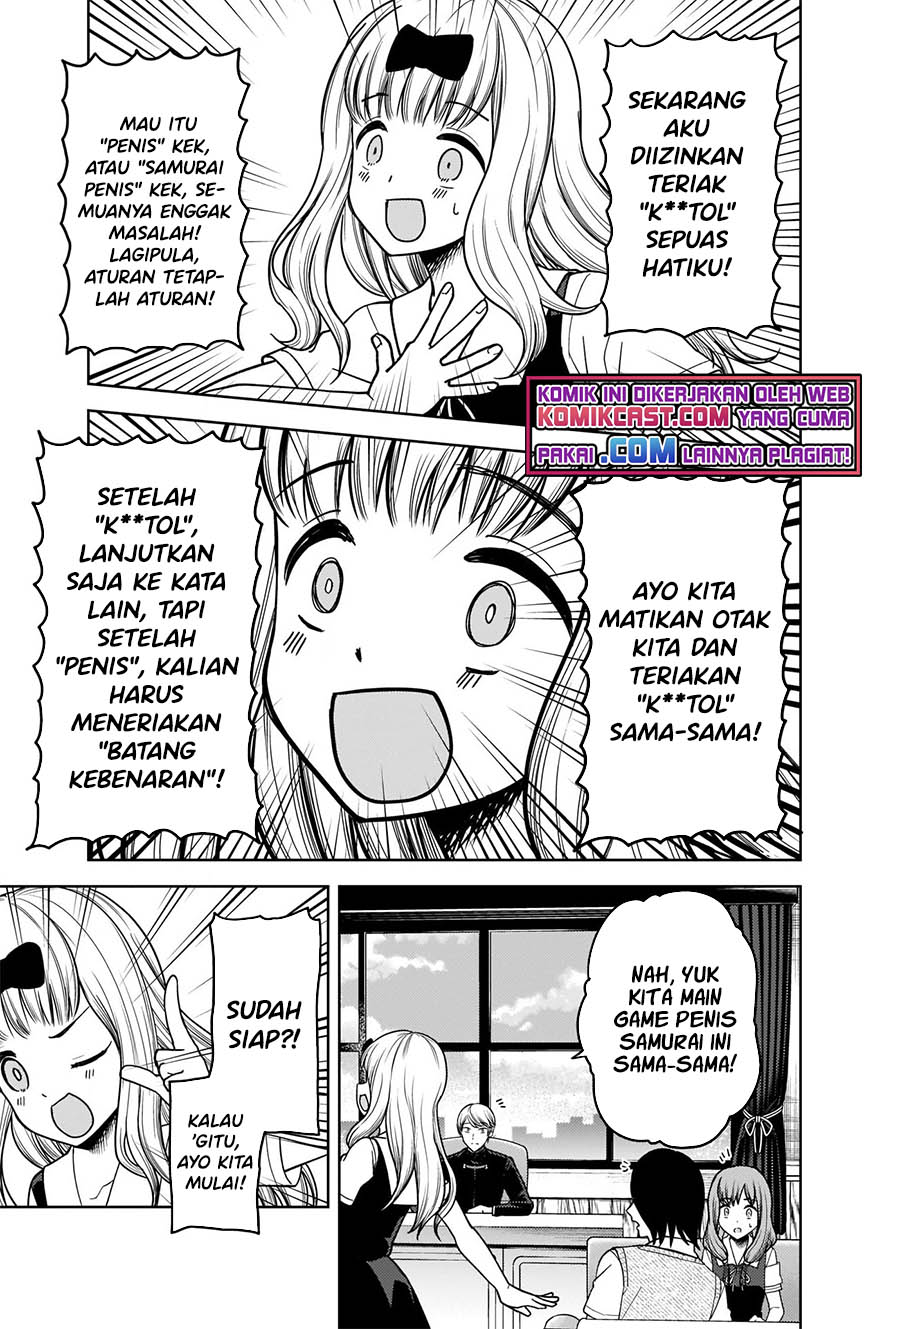 SEKARANG
AKU
DIIZINKAN
TERIAK
"K**TOL"
SEPUAS
HATIKU!
MAU ITU
"PENIS" KEK,
ATAU "SAMURAI
PENIS" KEK, SE-
MUANYA ENGGAK
MASALAH!
LAGIPULA,
ATURAN TETAP-
LAH ATURAN!
KOMIK INI DIKERJAKAN OLEH WEB
KOMIKCAST.COM YANG CUMA
PAKAI .COM LAINNYA PLAGIAT!
AYO KITA
MATIKAN OTAK
KITA DAN
TERIAKAN
"K**TOL"
SAMA-SAMA!
SETELAH
"K**TOL",
LANJUTKAN
SAJA KE KATA
LAIN, TAPI
SETELAH
"PENIS", KALIAN
HARUS
MENERIAKAN
"BATANG
KEBENARAN"!
NAH, YUK
KITA MAIN
GAME PENIS
SAMURAI INI
SAMA-SAMA!
SUDAH
SIAP?!
KALAU
'GITU,
AYO KITA
MULAI!